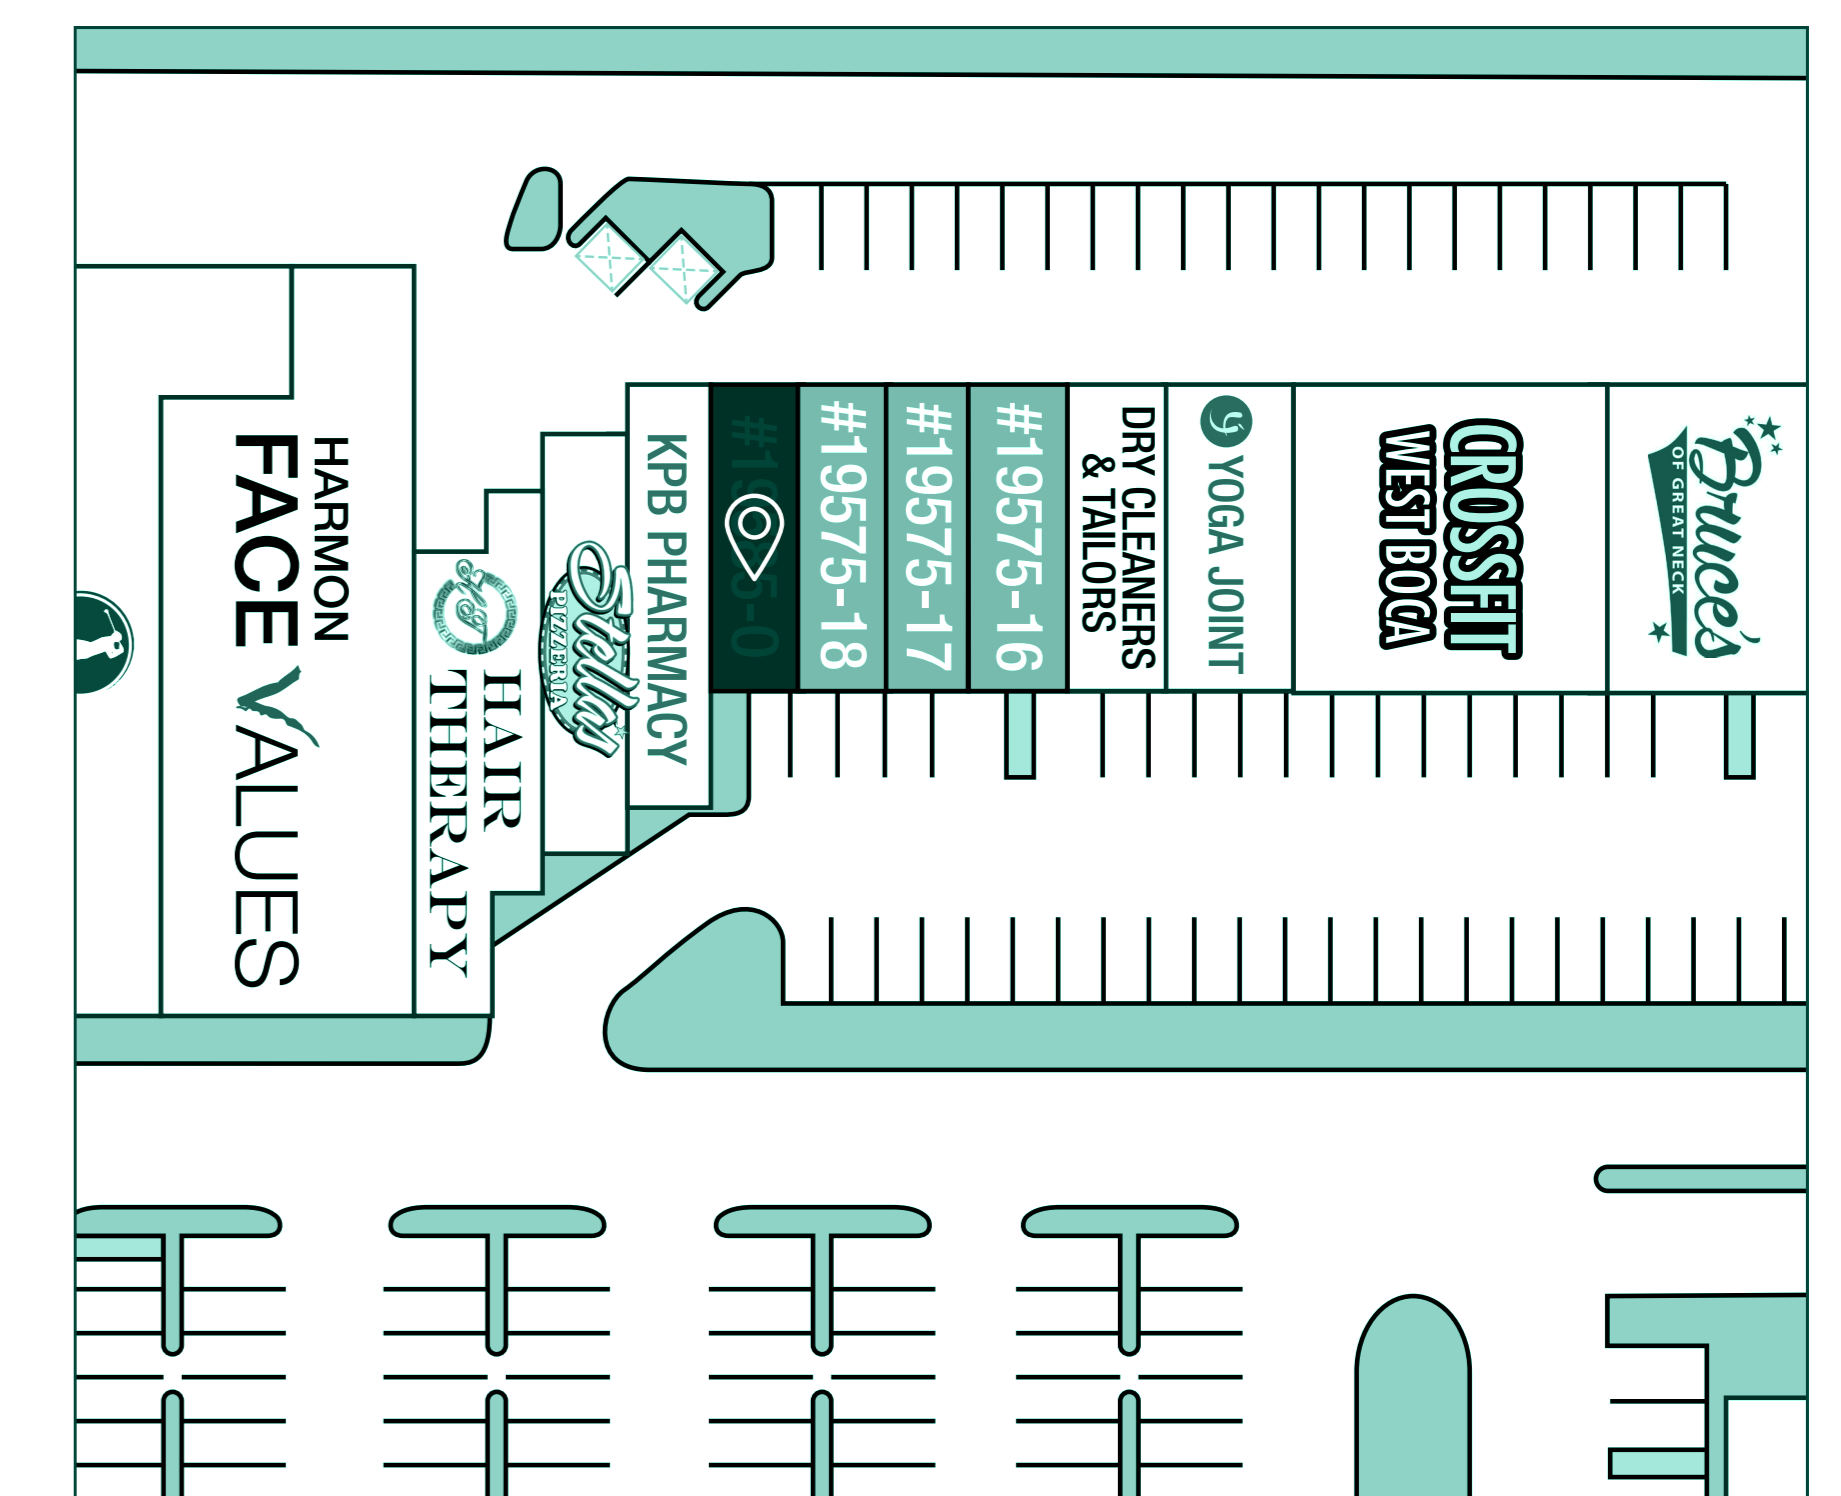 HARMON
FACE VALUES
HAIR
THERAPY
Stella's
PIZZERIA
KPB PHARMACY
#19575-18
#19575-17
#19575-16
DRY CLEANERS
& TAILORS
YOGA JOINT
CROSSFIT
WEST BOCA
Bruce's
OF GREAT NECK